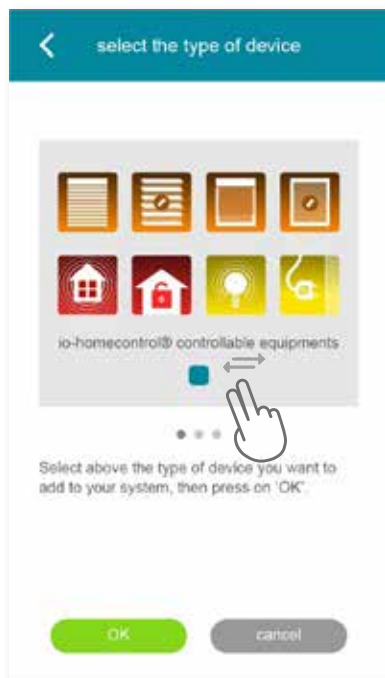 select the type of device
io-homecontrol® controllable equipments
Select above the type of device you want to
add to your system, then press on 'OK'.
OK
cancel